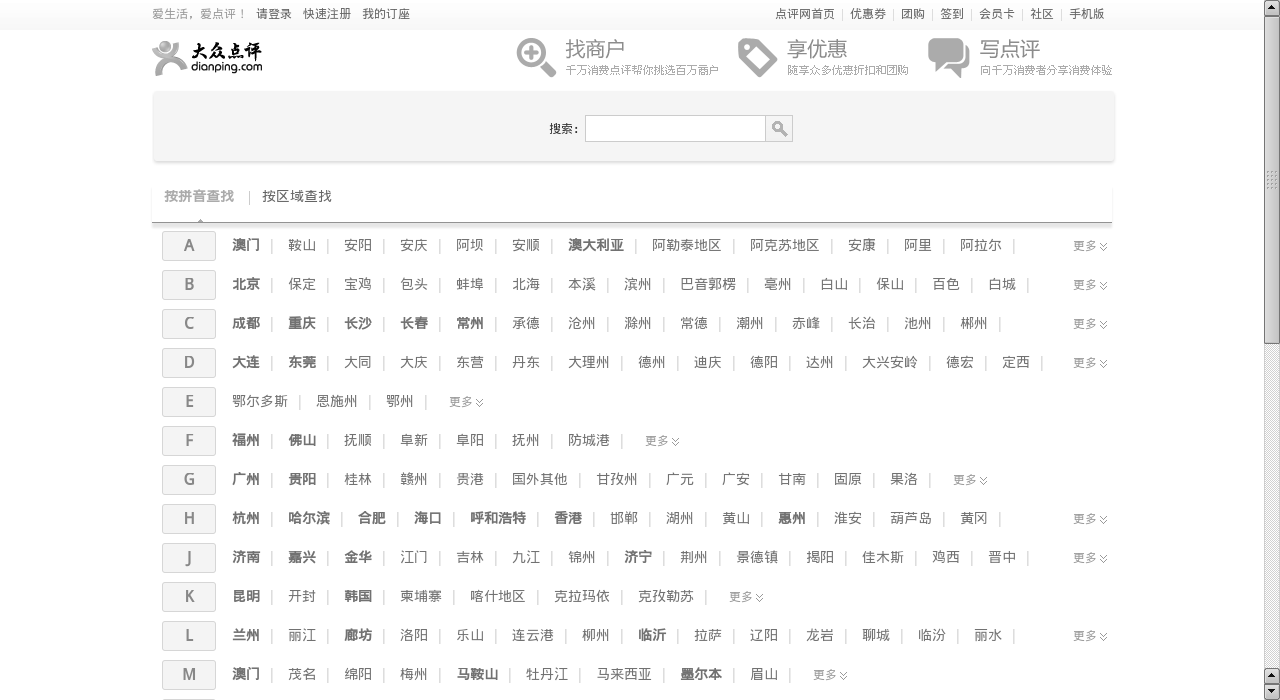 爱生活，爱点评！ 请登录 快速注册 我的订座 点评网首页 优惠券 团购 签到 会员卡 社区 手机版
大众点评 dianping.com
找商户 千万消费点评帮你挑选百万商户
享优惠 随享众多优惠折扣和团购
写点评 向千万消费者分享消费体验
搜索：
按拼音查找 | 按区域查找
A 澳门 | 鞍山 | 安阳 | 安庆 | 阿坝 | 安顺 | 澳大利亚 | 阿勒泰地区 | 阿克苏地区 | 安康 | 阿里 | 阿拉尔 | 更多
B 北京 | 保定 | 宝鸡 | 包头 | 蚌埠 | 北海 | 本溪 | 滨州 | 巴音郭楞 | 亳州 | 白山 | 保山 | 百色 | 白城 | 更多
C 成都 | 重庆 | 长沙 | 长春 | 常州 | 承德 | 沧州 | 滁州 | 常德 | 潮州 | 赤峰 | 长治 | 池州 | 郴州 | 更多
D 大连 | 东莞 | 大同 | 大庆 | 东营 | 丹东 | 大理州 | 德州 | 迪庆 | 德阳 | 达州 | 大兴安岭 | 德宏 | 定西 | 更多
E 鄂尔多斯 | 恩施州 | 鄂州 | 更多
F 福州 | 佛山 | 抚顺 | 阜新 | 阜阳 | 抚州 | 防城港 | 更多
G 广州 | 贵阳 | 桂林 | 赣州 | 贵港 | 国外其他 | 甘孜州 | 广元 | 广安 | 甘南 | 固原 | 果洛 | 更多
H 杭州 | 哈尔滨 | 合肥 | 海口 | 呼和浩特 | 香港 | 邯郸 | 湖州 | 黄山 | 惠州 | 淮安 | 葫芦岛 | 黄冈 | 更多
J 济南 | 嘉兴 | 金华 | 江门 | 吉林 | 九江 | 锦州 | 济宁 | 荆州 | 景德镇 | 揭阳 | 佳木斯 | 鸡西 | 晋中 | 更多
K 昆明 | 开封 | 韩国 | 柬埔寨 | 喀什地区 | 克拉玛依 | 克孜勒苏 | 更多
L 兰州 | 丽江 | 廊坊 | 洛阳 | 乐山 | 连云港 | 柳州 | 临沂 | 拉萨 | 辽阳 | 龙岩 | 聊城 | 临汾 | 丽水 | 更多
M 澳门 | 茂名 | 绵阳 | 梅州 | 马鞍山 | 牡丹江 | 马来西亚 | 墨尔本 | 眉山 | 更多